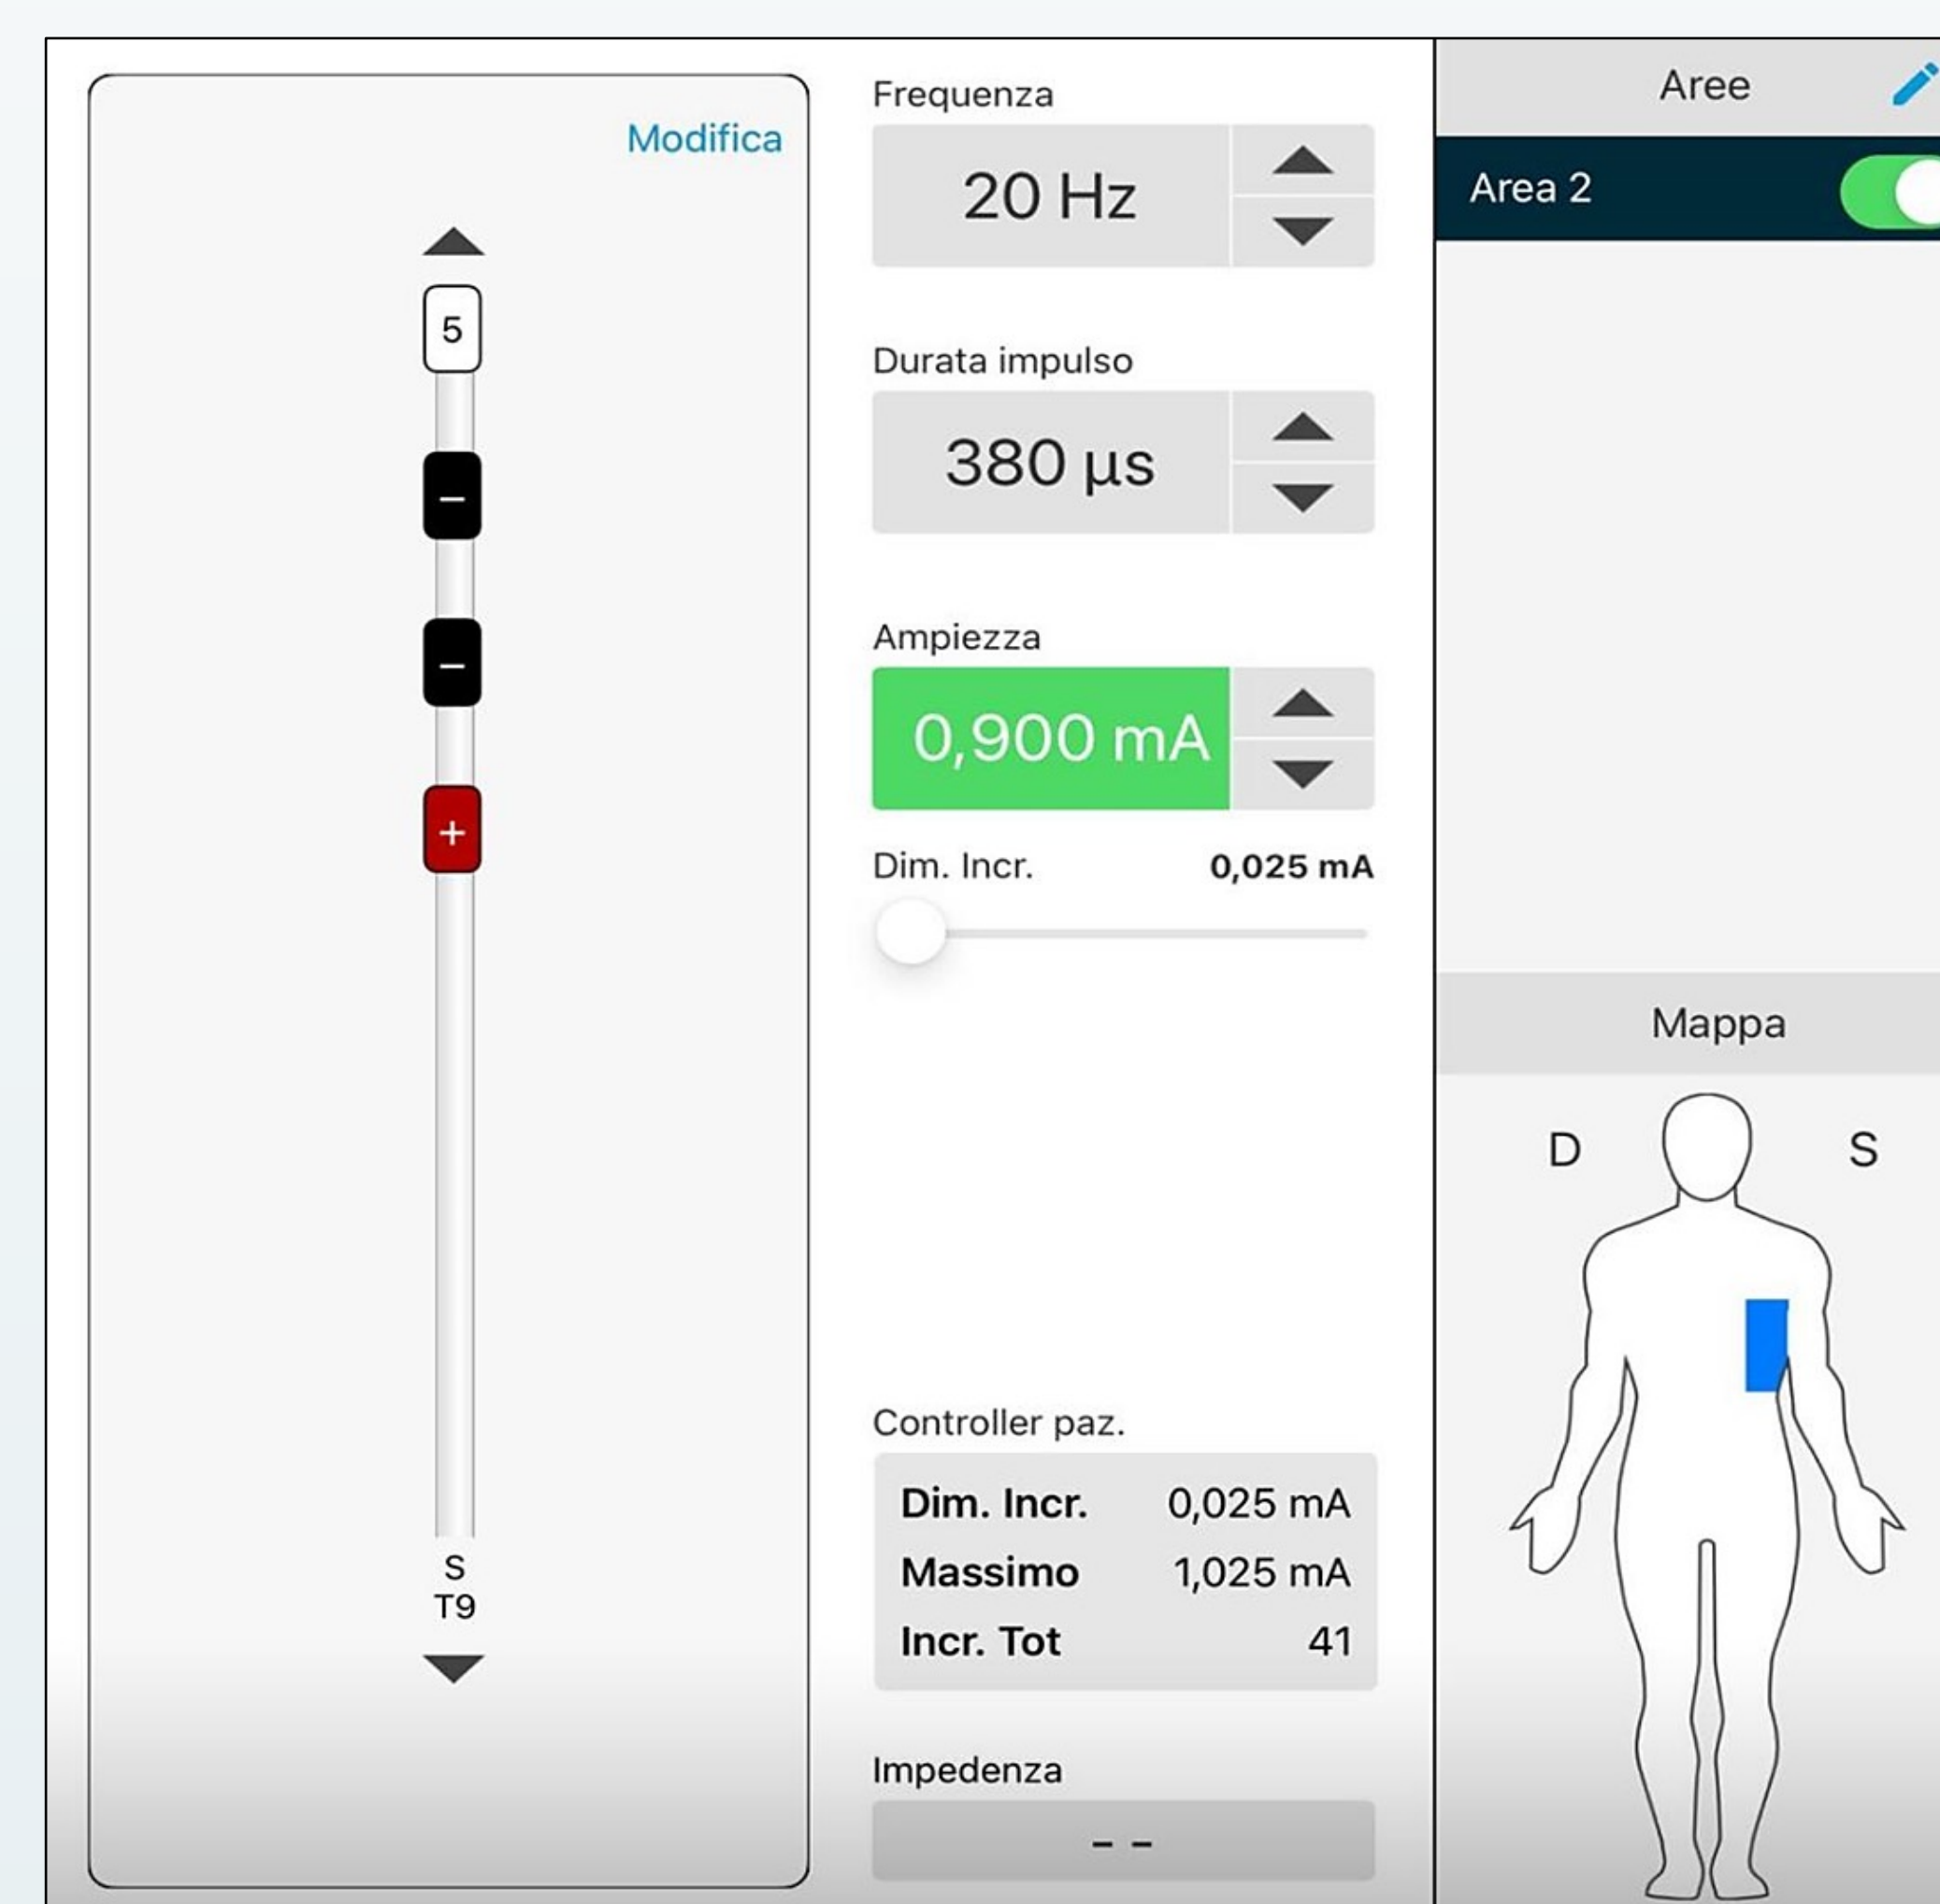 Modifica
5
−
−
+
S
T9
Frequenza
20 Hz
Durata impulso
380 µs
Ampiezza
0,900 mA
Dim. Incr. 0,025 mA
Controller paz.
Dim. Incr. 0,025 mA
Massimo 1,025 mA
Incr. Tot 41
Impedenza
– –
Aree
Area 2
Mappa
D S